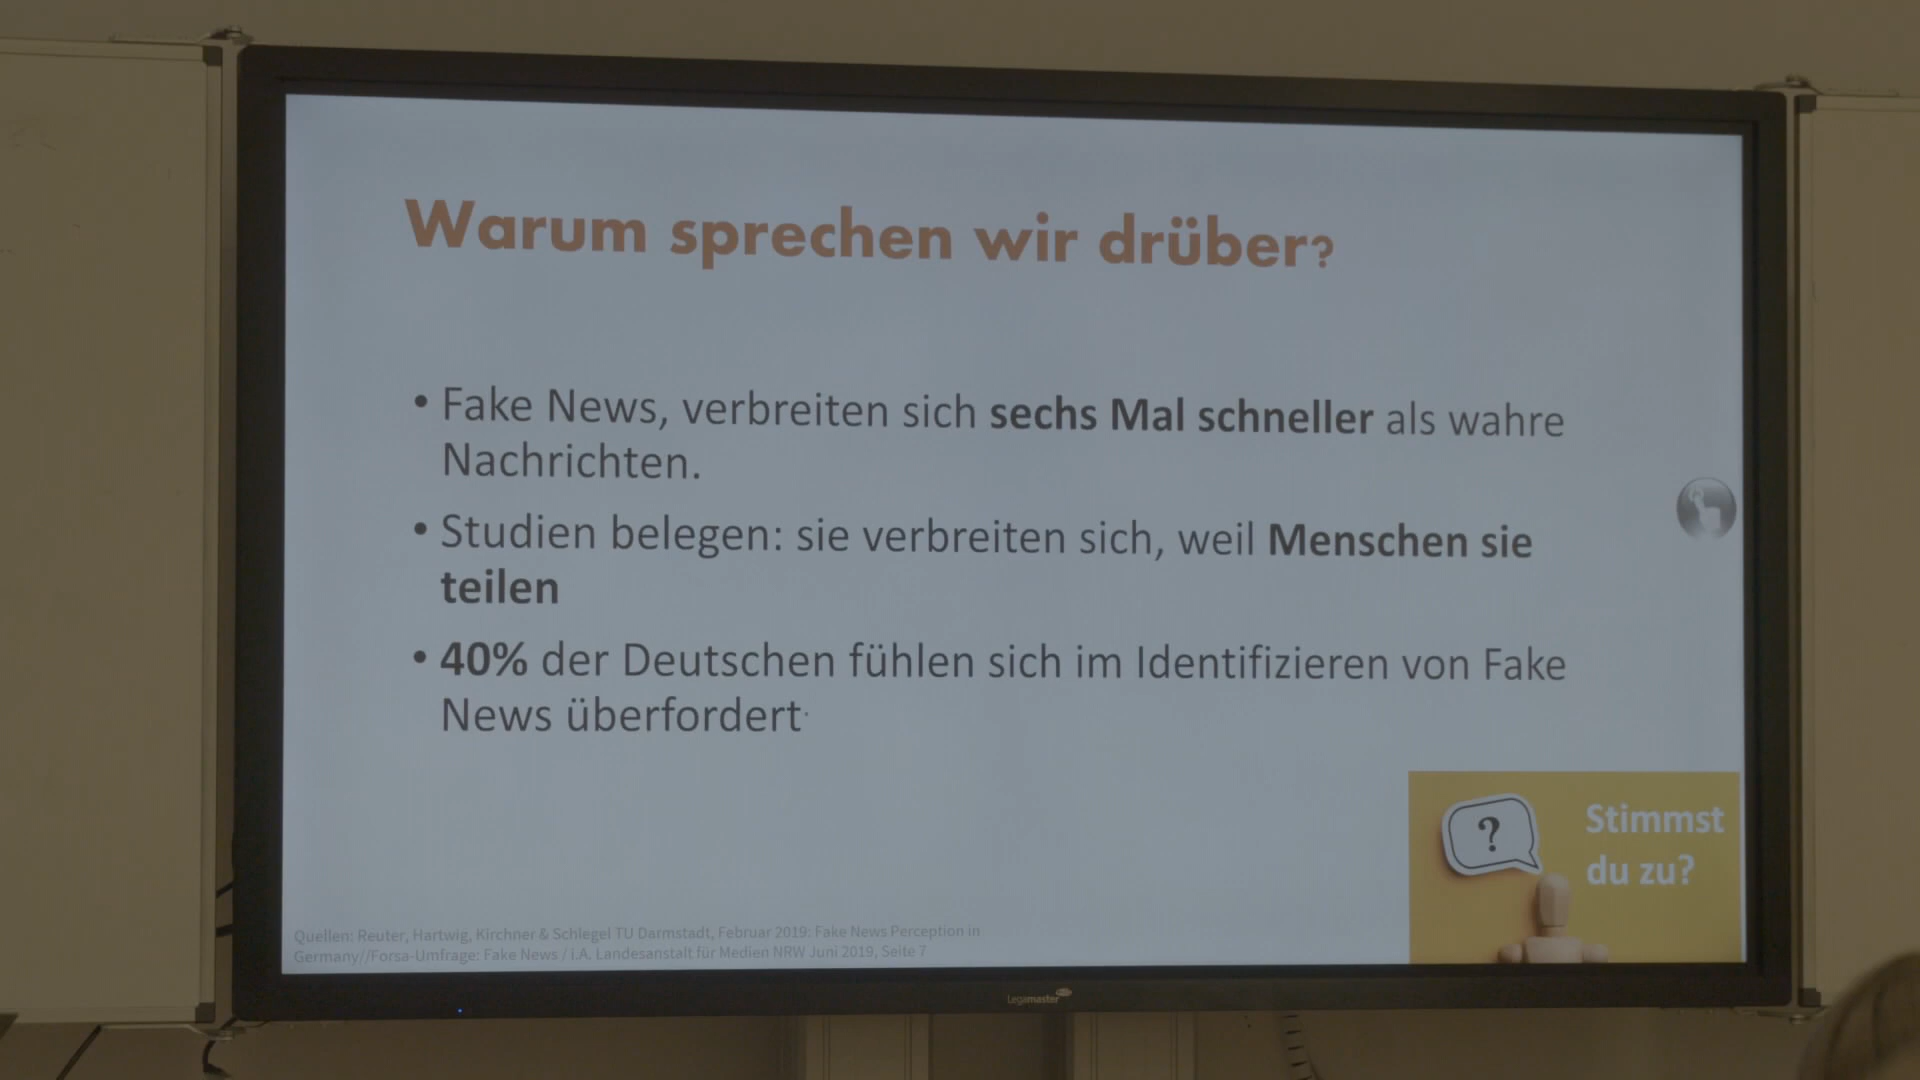 Warum sprechen wir drüber?
• Fake News, verbreiten sich sechs Mal schneller als wahre
Nachrichten.
• Studien belegen: sie verbreiten sich, weil Menschen sie
teilen
• 40% der Deutschen fühlen sich im Identifizieren von Fake
News überfordert.
?
Stimmst
du zu?
Quellen: Reuter, Hartwig, Kirchner & Schlegel TU Darmstadt, Februar 2019: Fake News Perception in
Germany//Forsa-Umfrage: Fake News / i.A. Landesanstalt für Medien NRW Juni 2019, Seite 7
Legamaster